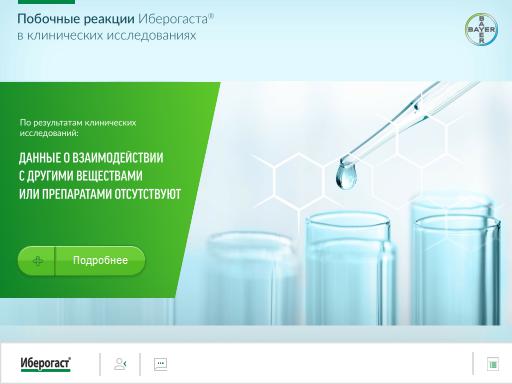 Побочные реакции Иберогаста®
в клинических исследованиях
BAYER
BAYER
По результатам клинических
исследований:
ДАННЫЕ О ВЗАИМОДЕЙСТВИИ
С ДРУГИМИ ВЕЩЕСТВАМИ
ИЛИ ПРЕПАРАТАМИ ОТСУТСТВУЮТ
Подробнее
Иберогаст®